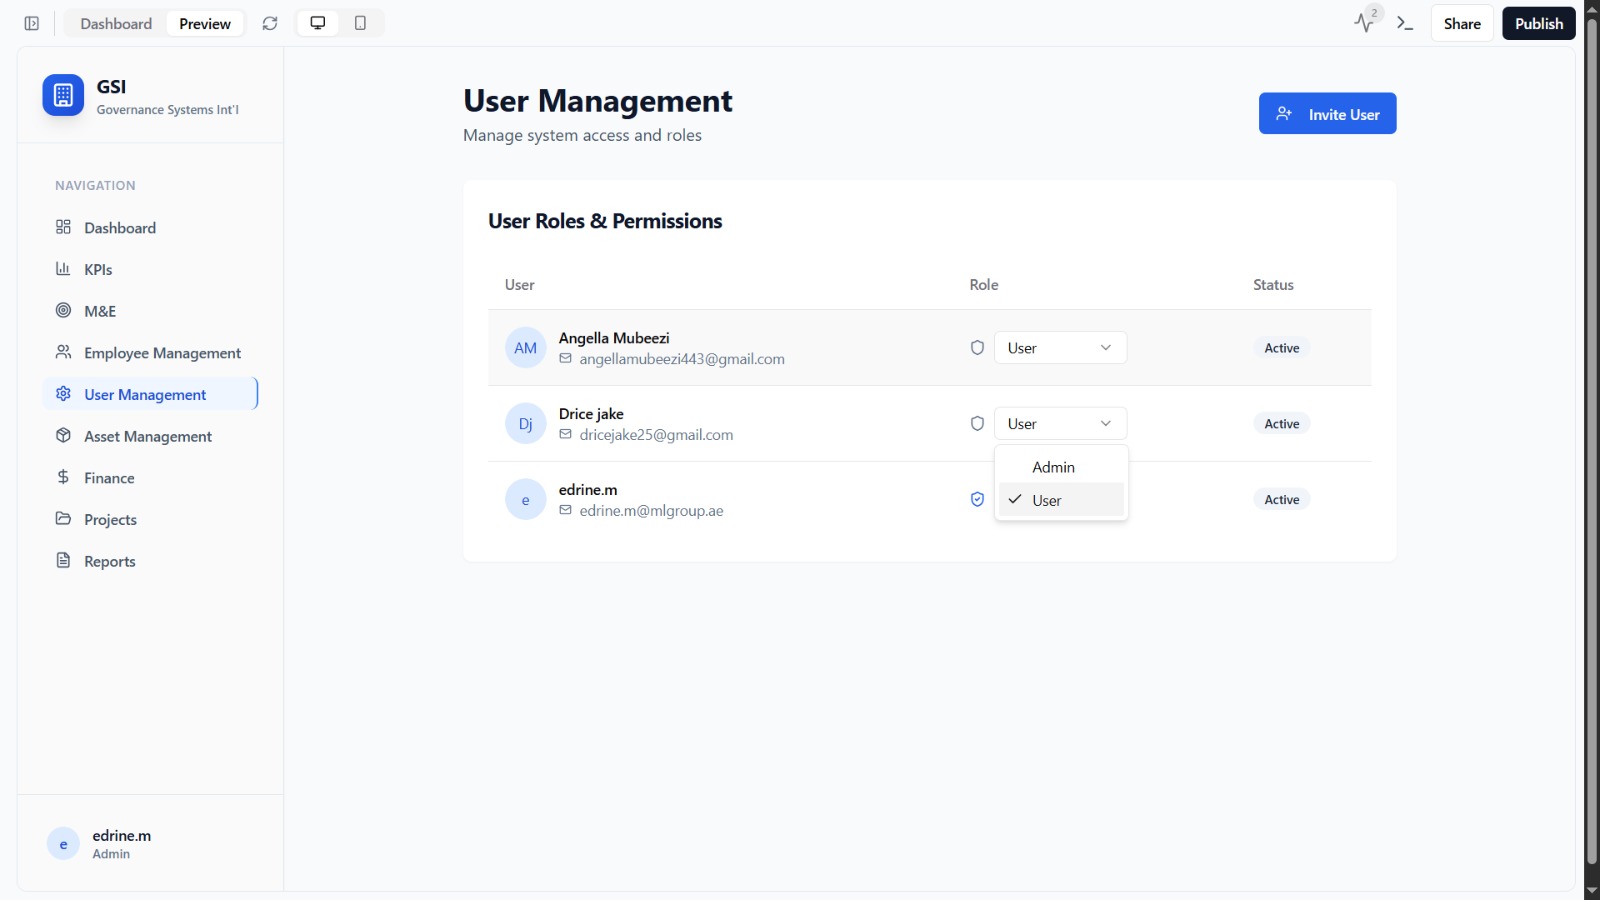 Dashboard
Preview
2
Share
Publish
GSI
Governance Systems Int'l
NAVIGATION
Dashboard
KPIs
M&E
Employee Management
User Management
Asset Management
Finance
Projects
Reports
e
edrine.m
Admin
User Management
Manage system access and roles
Invite User
User Roles & Permissions
User Role Status
AM
Angella Mubeezi
angellamubeezi443@gmail.com
User
Active
Dj
Drice jake
dricejake25@gmail.com
User
Active
Admin
User
e
edrine.m
edrine.m@mlgroup.ae
Active